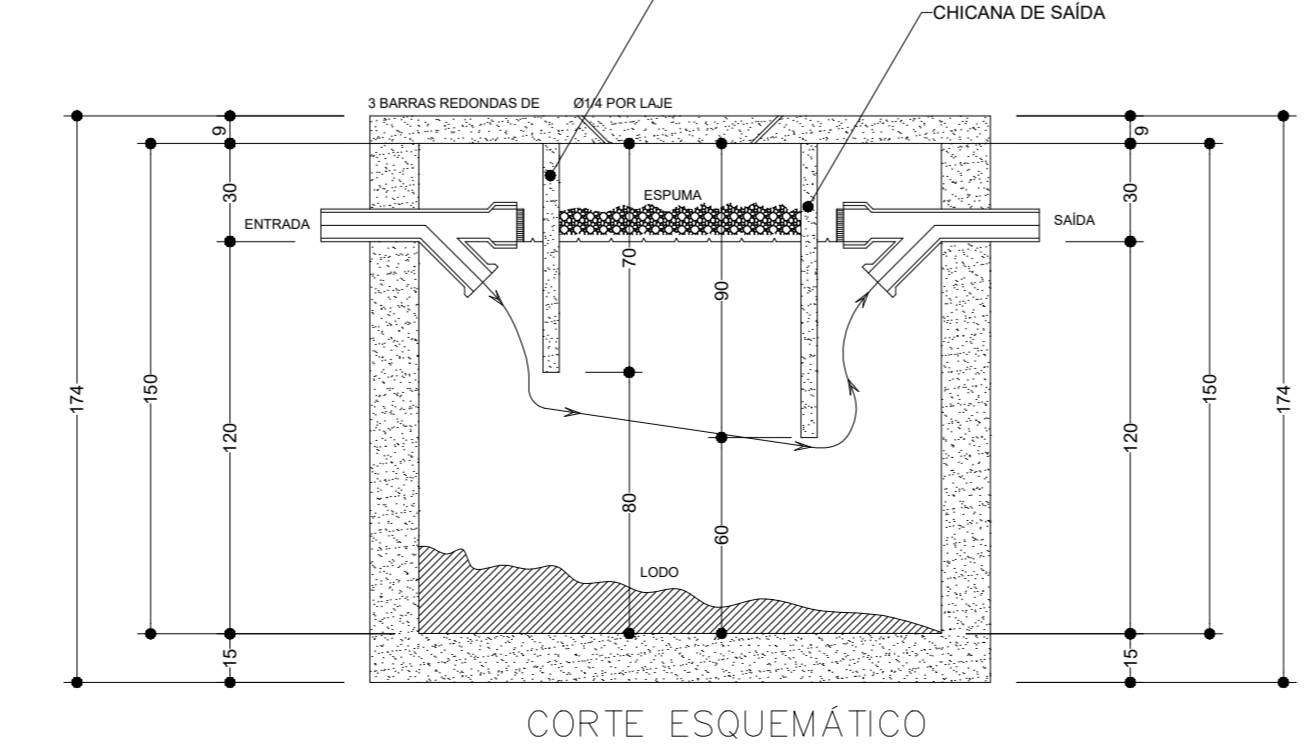 CHICANA DE SAÍDA
3 BARRAS REDONDAS DE Ø1/4 POR LAJE
9
9
174
150
30
30
150
174
ESPUMA
ENTRADA
SAÍDA
70
90
120
120
80
60
LODO
15
15
CORTE ESQUEMÁTICO